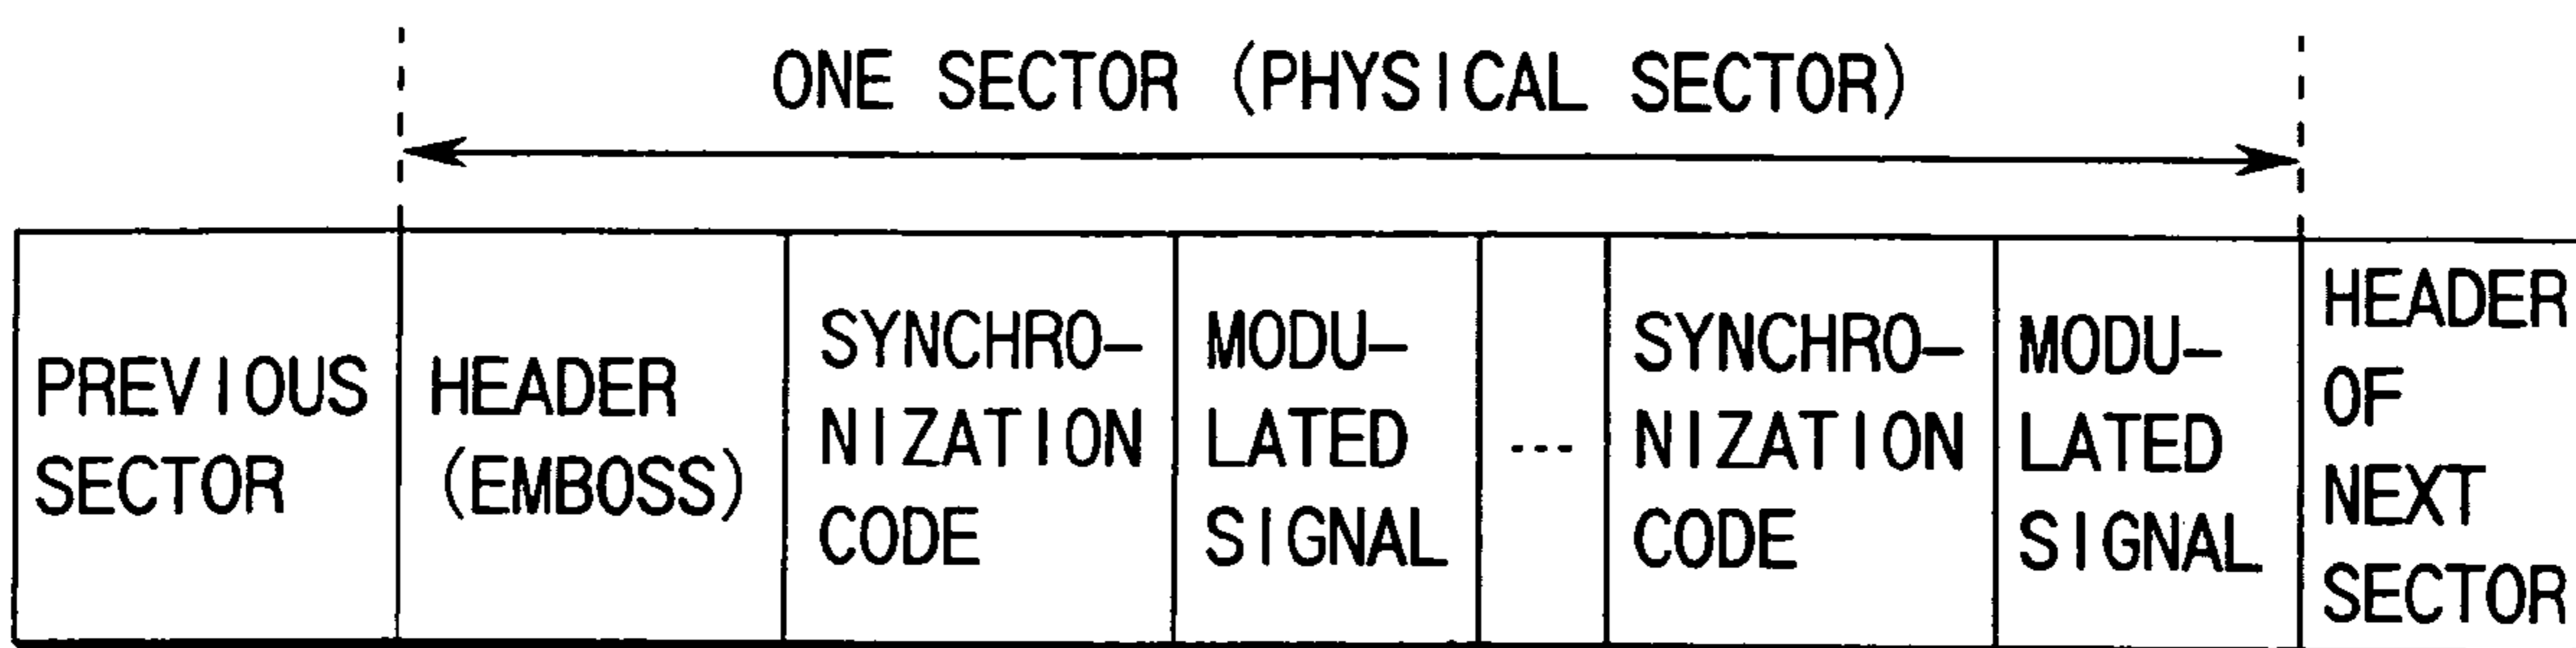 ONE SECTOR (PHYSICAL SECTOR)
PREVIOUS
SECTOR
HEADER
(EMBOSS)
SYNCHRO-
NIZATION
CODE
MODU-
LATED
SIGNAL
---
SYNCHRO-
NIZATION
CODE
MODU-
LATED
SIGNAL
HEADER
OF
NEXT
SECTOR